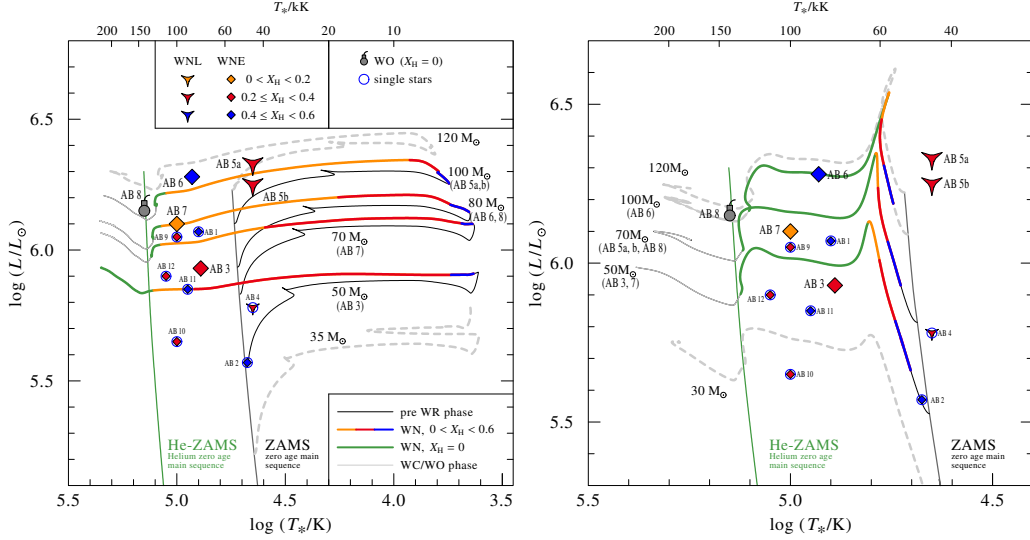 T*/kK
200 150 100 80 60 40 20 10
WNL WNE
0 < XH < 0.2
0.2 ≤ XH < 0.4
0.4 ≤ XH < 0.6
WO (XH = 0)
single stars
log (L/L⊙)
6.5
6.0
5.5
120 M⊙
100 M⊙
(AB 5a,b)
80 M⊙
(AB 6, 8)
70 M⊙
(AB 7)
50 M⊙
(AB 3)
35 M⊙
AB 5a
AB 5b
AB 6
AB 8
AB 7
AB 9
AB 1
AB 3
AB 12
AB 11
AB 4
AB 10
AB 2
He-ZAMS
Helium zero age
main sequence
ZAMS
zero age main
sequence
pre WR phase
WN, 0 < XH < 0.6
WN, XH = 0
WC/WO phase
5.5 5.0 4.5 4.0 3.5
log (T*/K)
T*/kK
200 150 100 80 60 40
log (L/L⊙)
6.5
6.0
5.5
120M⊙
100M⊙
(AB 6)
70M⊙
(AB 5a, b, AB 8)
50M⊙
(AB 3, 7)
30 M⊙
AB 5a
AB 5b
AB 6
AB 8
AB 7
AB 9
AB 1
AB 3
AB 12
AB 11
AB 4
AB 10
AB 2
He-ZAMS
Helium zero age
main sequence
ZAMS
zero age main
sequence
5.5 5.0 4.5 4.0
log (T*/K)